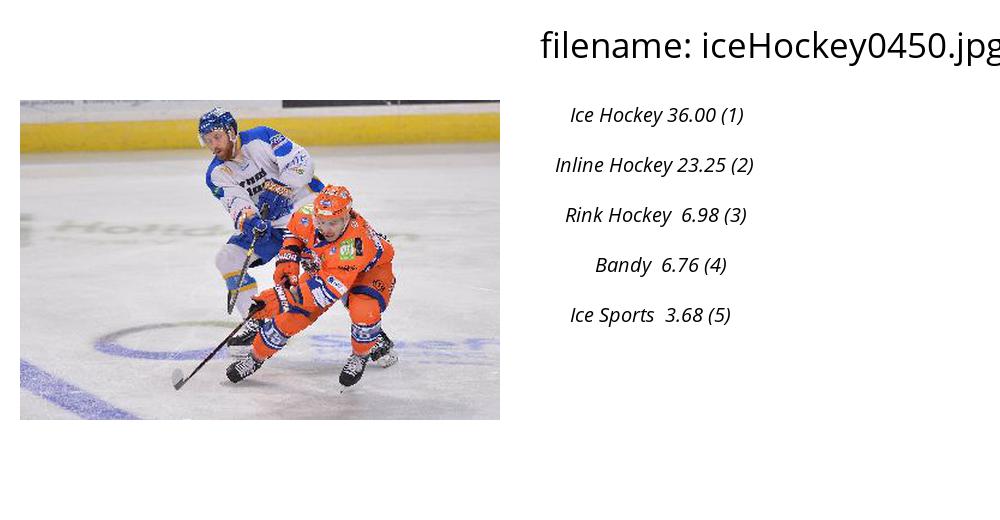 filename: iceHockey0450.jpg
Ice Hockey 36.00 (1)
Inline Hockey 23.25 (2)
Rink Hockey 6.98 (3)
Bandy 6.76 (4)
Ice Sports 3.68 (5)